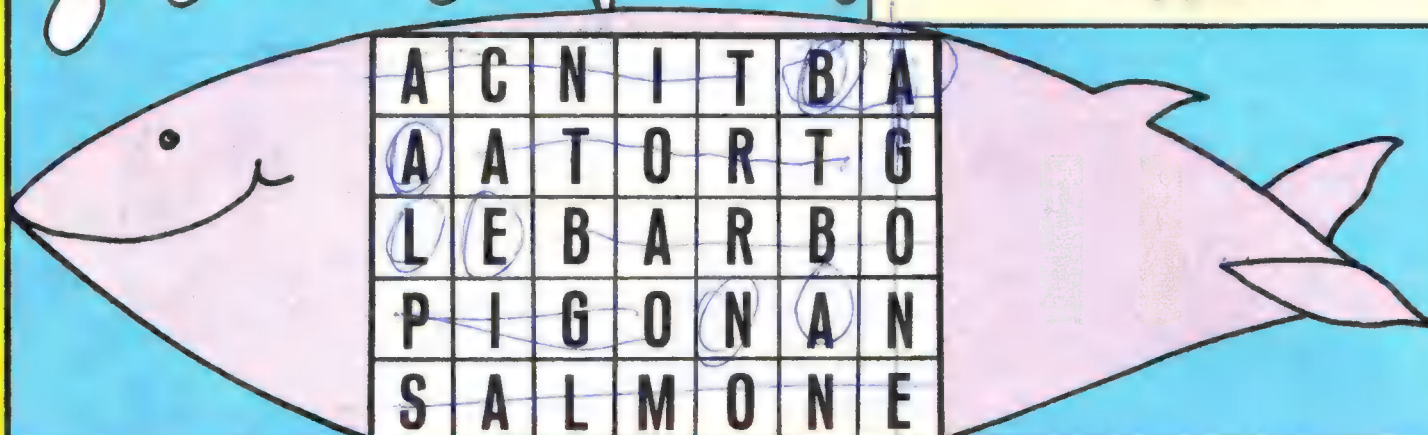 A C N I T B A
A A T O R T G
L E B A R B O
P I G O N A N
S A L M O N E